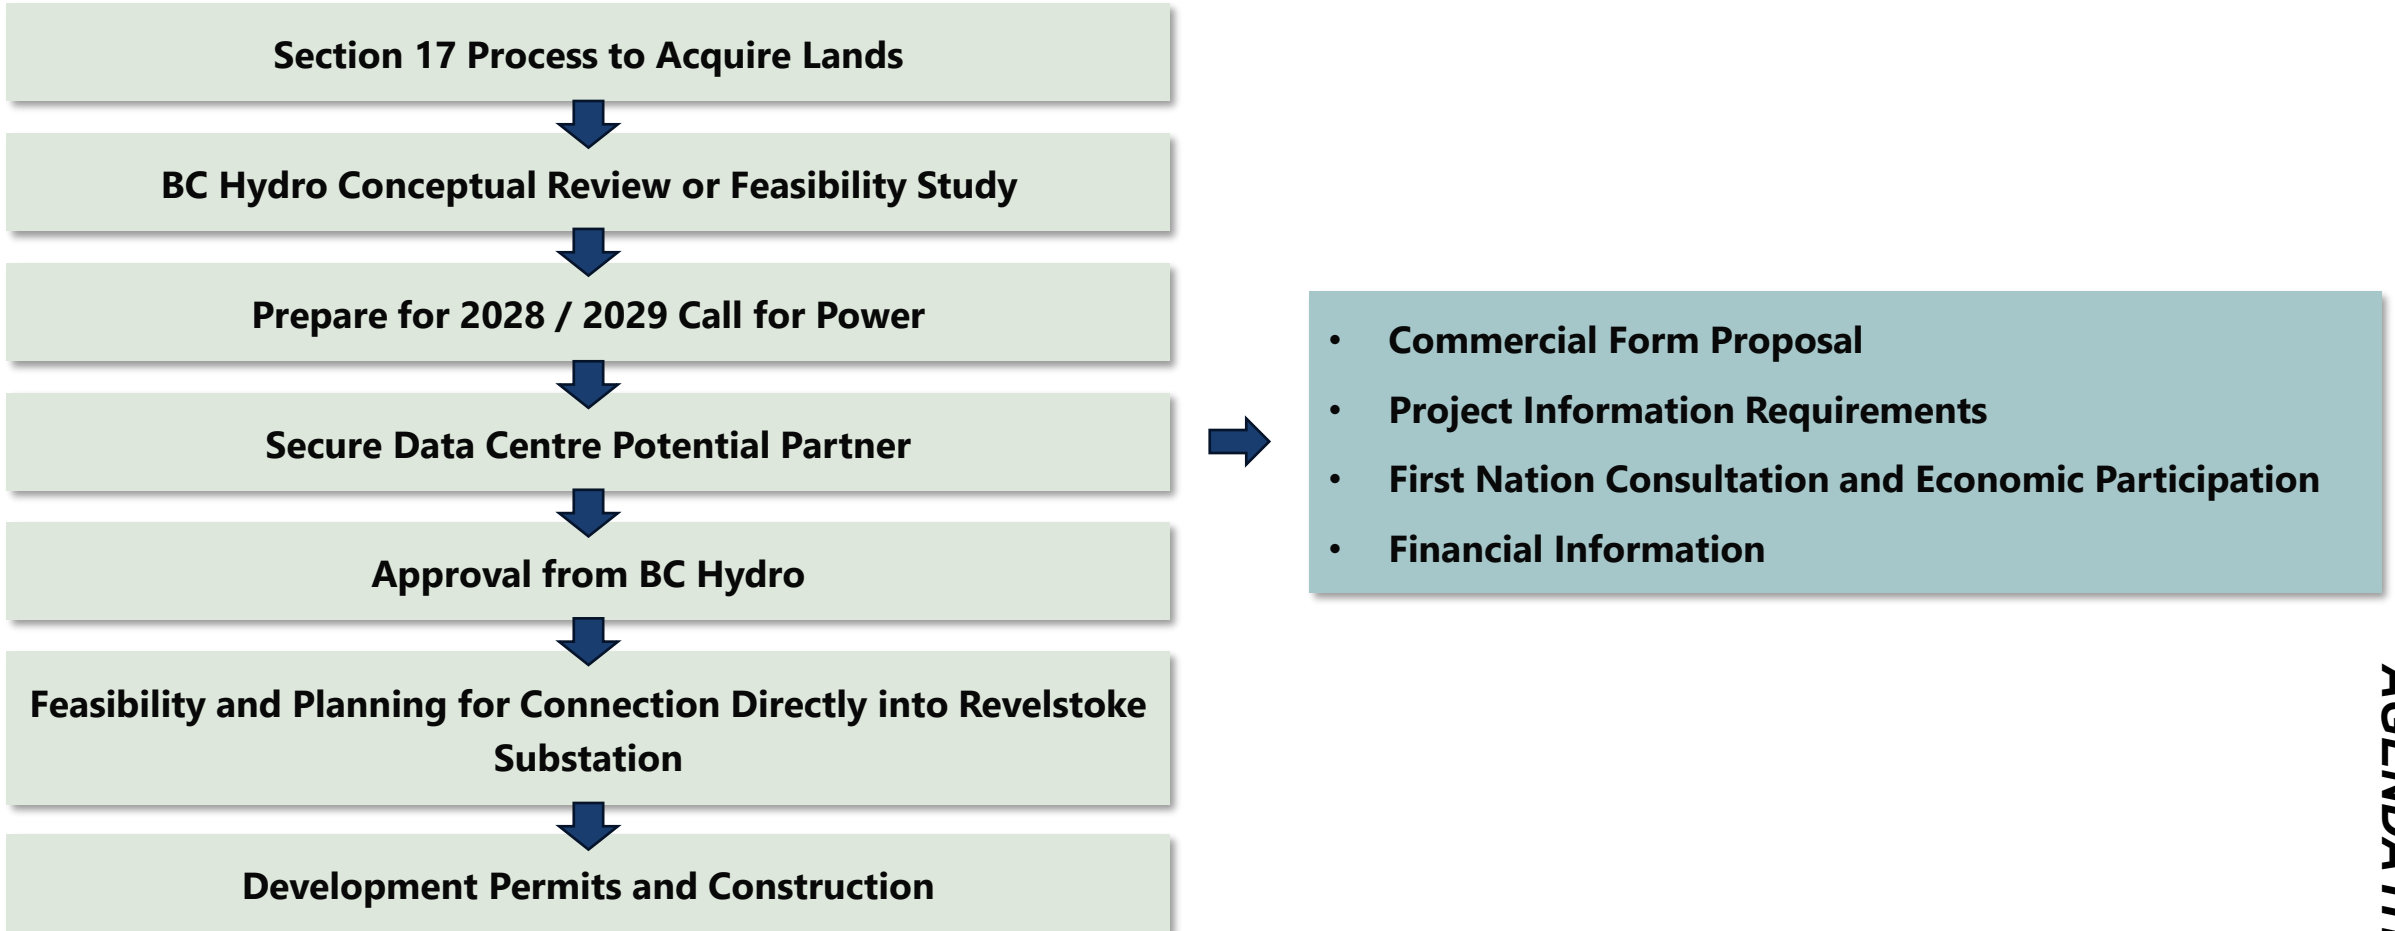 Section 17 Process to Acquire Lands
BC Hydro Conceptual Review or Feasibility Study
Prepare for 2028 / 2029 Call for Power
Secure Data Centre Potential Partner
Approval from BC Hydro
Feasibility and Planning for Connection Directly into Revelstoke
Substation
Development Permits and Construction
• Commercial Form Proposal
• Project Information Requirements
• First Nation Consultation and Economic Participation
• Financial Information
AGENDA